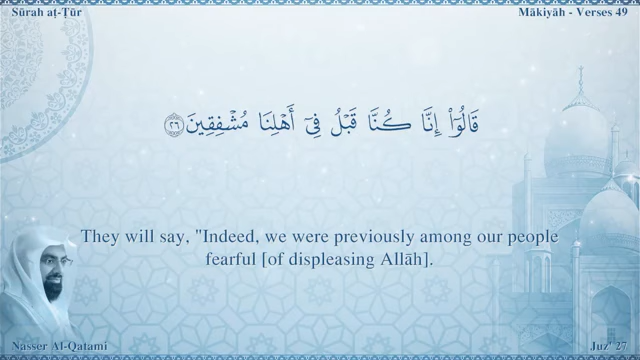 Sūrah aṭ-Ṭūr
Mākiyāh - Verses 49
قَالُوٓا۟ إِنَّا كُنَّا قَبْلُ فِىٓ أَهْلِنَا مُشْفِقِينَ ٢٦
They will say, "Indeed, we were previously among our people
fearful [of displeasing Allāh].
Nasser Al-Qatami
Juz' 27